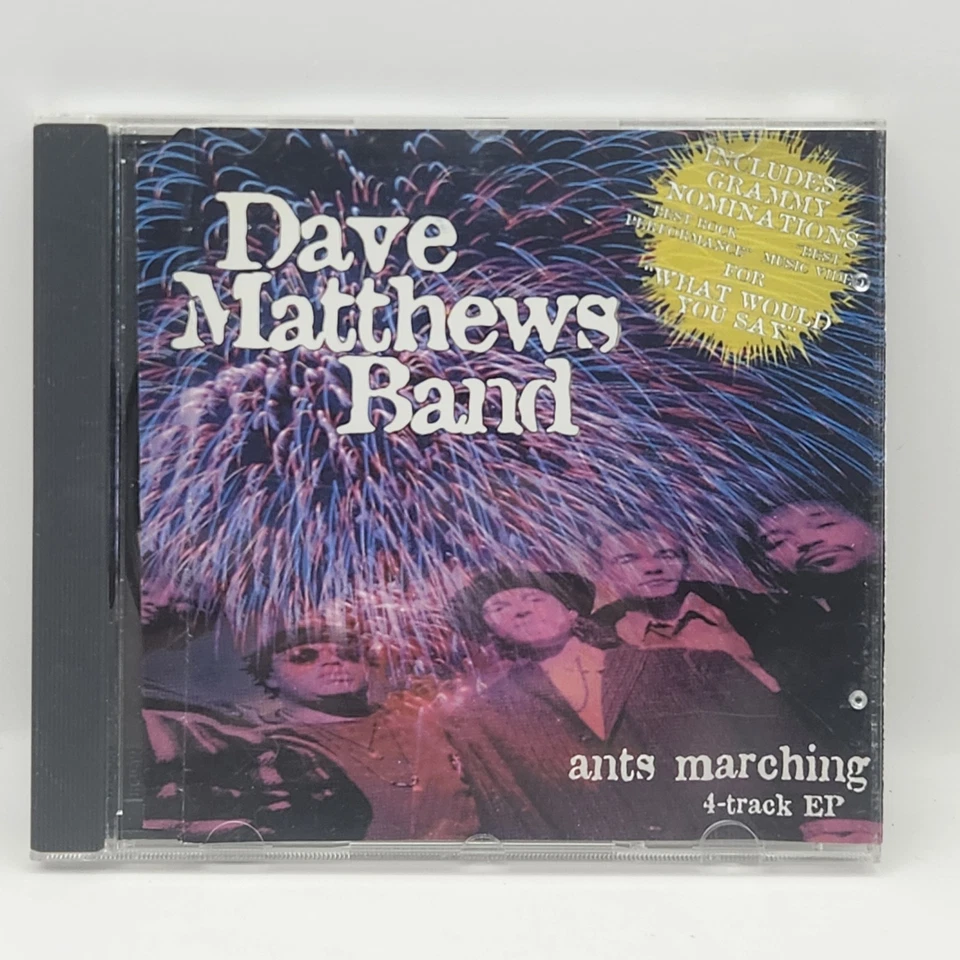 Dave
Matthews
Band
INCLUDES
GRAMMY
NOMINATIONS
"BEST ROCK
PERFORMANCE"
"BEST
MUSIC VIDEO"
FOR
"WHAT WOULD
YOU SAY"
ants marching
4-track EP